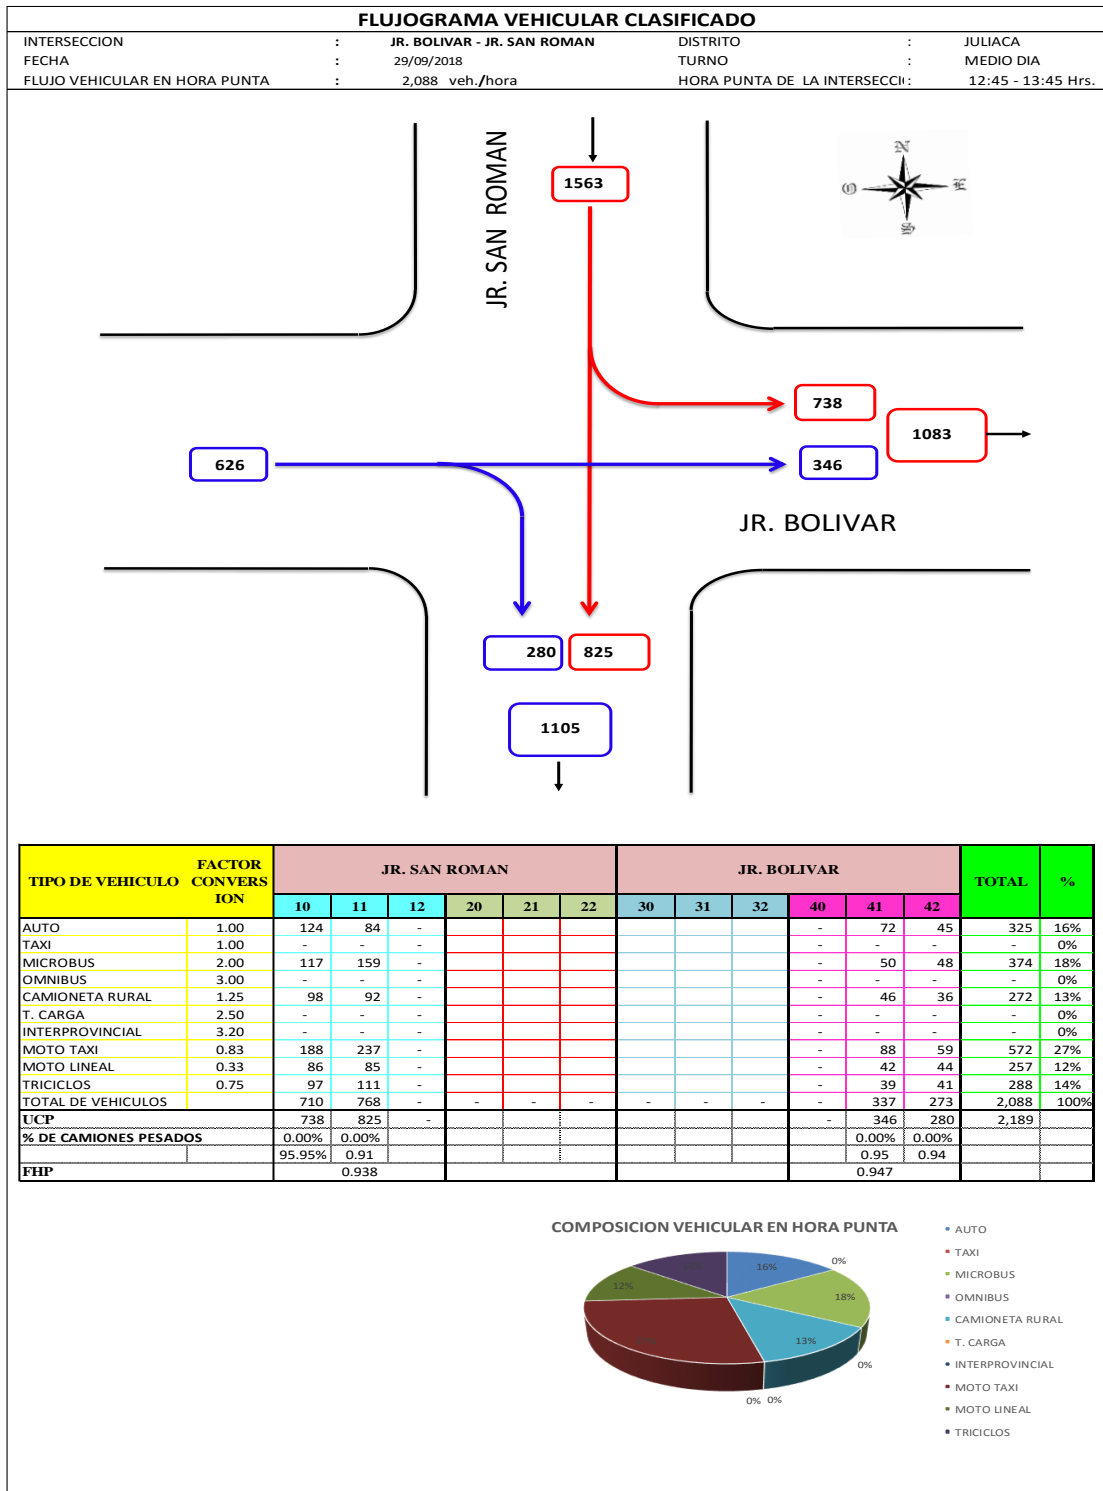 FLUJOGRAMA VEHICULAR CLASIFICADO
INTERSECCION : JR. BOLIVAR - JR. SAN ROMAN DISTRITO : JULIACA
FECHA : 29/09/2018 TURNO : MEDIO DIA
FLUJO VEHICULAR EN HORA PUNTA : 2,088 veh./hora HORA PUNTA DE LA INTERSECCI : 12:45 - 13:45 Hrs.
JR. SAN ROMAN
1563
N
O E
S
738
1083
626
346
JR. BOLIVAR
280 825
1105
TIPO DE VEHICULO FACTOR CONVERSION JR. SAN ROMAN JR. BOLIVAR TOTAL %
10 11 12 20 21 22 30 31 32 40 41 42
AUTO 1.00 124 84 - - 72 45 325 16%
TAXI 1.00 - - - - - - - 0%
MICROBUS 2.00 117 159 - - 50 48 374 18%
OMNIBUS 3.00 - - - - - - - 0%
CAMIONETA RURAL 1.25 98 92 - - 46 36 272 13%
T. CARGA 2.50 - - - - - - - 0%
INTERPROVINCIAL 3.20 - - - - - - - 0%
MOTO TAXI 0.83 188 237 - - 88 59 572 27%
MOTO LINEAL 0.33 86 85 - - 42 44 257 12%
TRICICLOS 0.75 97 111 - - 39 41 288 14%
TOTAL DE VEHICULOS 710 768 - - - - - - - - 337 273 2,088 100%
UCP 738 825 - - 346 280 2,189
% DE CAMIONES PESADOS 0.00% 0.00% 0.00% 0.00%
95.95% 0.91 0.95 0.94
FHP 0.938 0.947
COMPOSICION VEHICULAR EN HORA PUNTA
16%
0%
18%
0%
13%
0%
0%
12%
AUTO
TAXI
MICROBUS
OMNIBUS
CAMIONETA RURAL
T. CARGA
INTERPROVINCIAL
MOTO TAXI
MOTO LINEAL
TRICICLOS